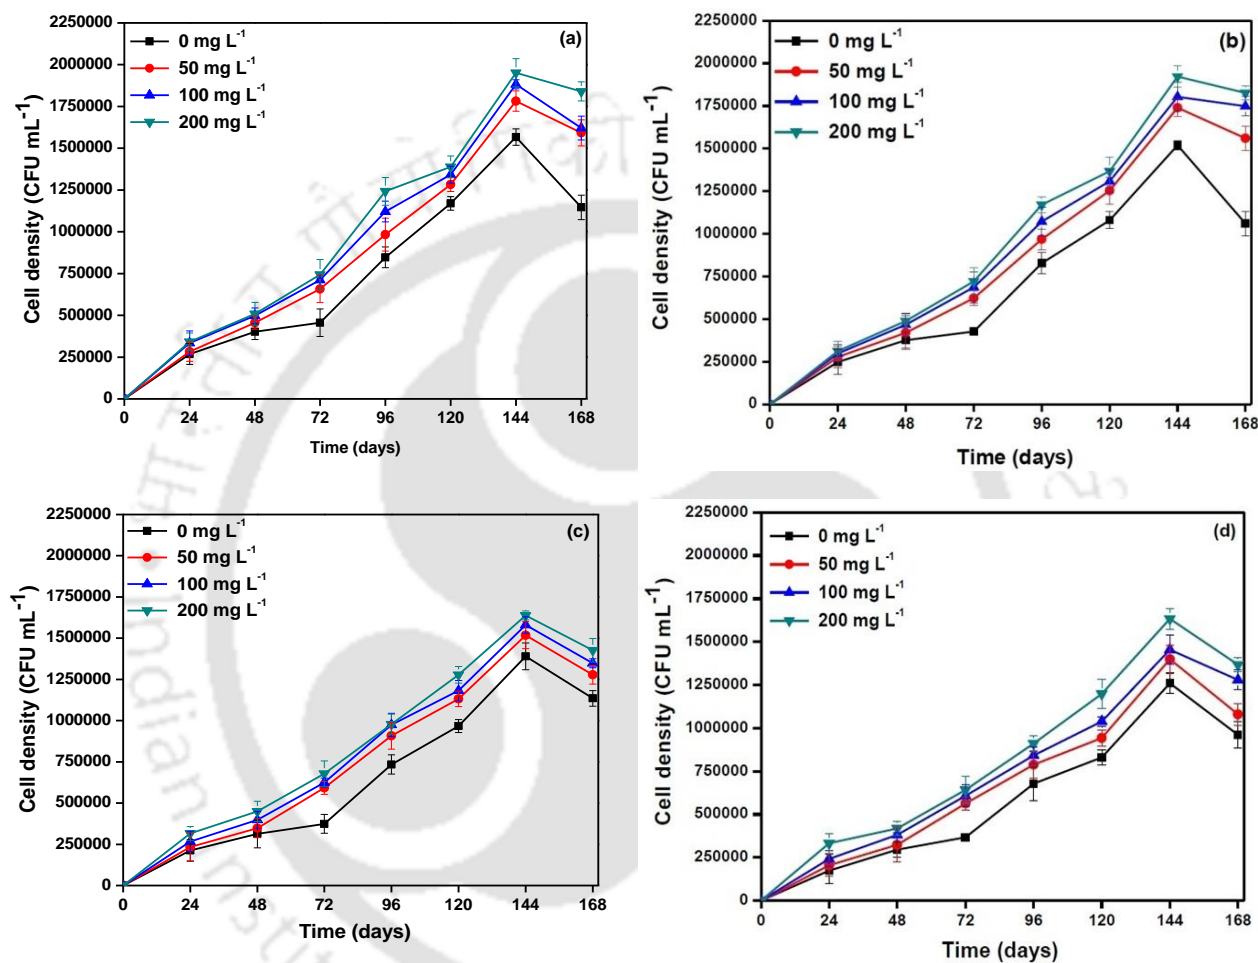 2250000
2000000
1750000
1500000
1250000
1000000
750000
500000
250000
0
Cell density (CFU mL-1)
0 mg L-1
50 mg L-1
100 mg L-1
200 mg L-1
(a)
0 24 48 72 96 120 144 168
Time (days)
2250000
2000000
1750000
1500000
1250000
1000000
750000
500000
250000
0
Cell density (CFU mL-1)
0 mg L-1
50 mg L-1
100 mg L-1
200 mg L-1
(b)
0 24 48 72 96 120 144 168
Time (days)
2250000
2000000
1750000
1500000
1250000
1000000
750000
500000
250000
0
Cell density (CFU mL-1)
0 mg L-1
50 mg L-1
100 mg L-1
200 mg L-1
(c)
0 24 48 72 96 120 144 168
Time (days)
2250000
2000000
1750000
1500000
1250000
1000000
750000
500000
250000
0
Cell density (CFU mL-1)
0 mg L-1
50 mg L-1
100 mg L-1
200 mg L-1
(d)
0 24 48 72 96 120 144 168
Time (days)
Indian Instit